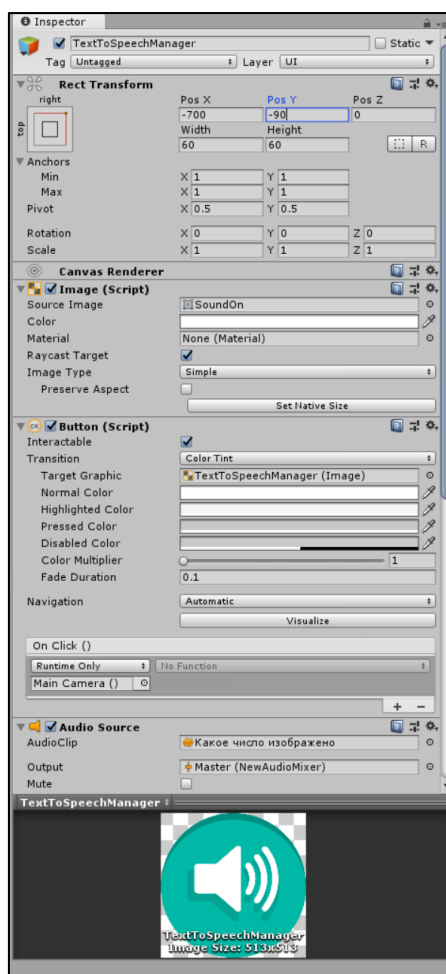 Inspector
TextToSpeechManager Static
Tag Untagged Layer UI
Rect Transform
right Pos X Pos Y Pos Z
top -700 -90 0
Width Height
60 60
R
Anchors
Min X 1 Y 1
Max X 1 Y 1
Pivot X 0.5 Y 0.5
Rotation X 0 Y 0 Z 0
Scale X 1 Y 1 Z 1
Canvas Renderer
Image (Script)
Source Image SoundOn
Color
Material None (Material)
Raycast Target
Image Type Simple
Preserve Aspect
Set Native Size
OK Button (Script)
Interactable
Transition Color Tint
Target Graphic TextToSpeechManager (Image)
Normal Color
Highlighted Color
Pressed Color
Disabled Color
Color Multiplier 1
Fade Duration 0.1
Navigation Automatic
Visualize
On Click ()
Runtime Only No Function
Main Camera ()
+ -
Audio Source
AudioClip Какое число изображено
Output Master (NewAudioMixer)
Mute
TextToSpeechManager
TextToSpeechManager
Image Size: 513x513